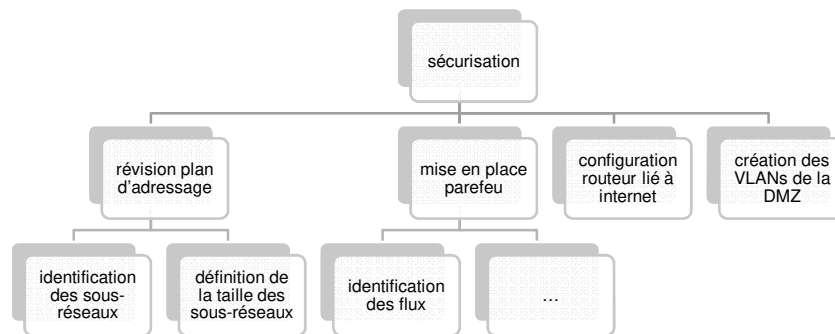 sécurisation
révision plan
d'adressage
mise en place
parefeu
configuration
routeur lié à
internet
création des
VLANs de la
DMZ
identification
des sous-
réseaux
définition de
la taille des
sous-réseaux
identification
des flux
…